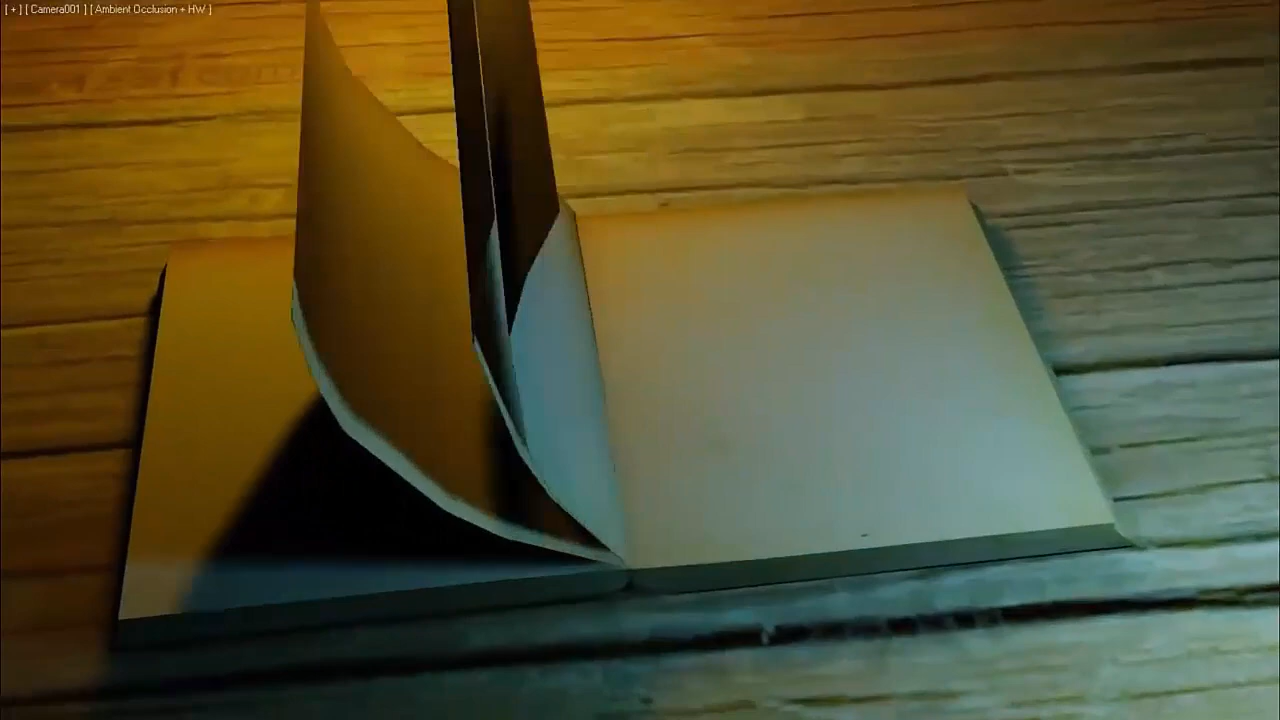 [ + ] [ Camera001 ] [ Ambient Occlusion + HW ]